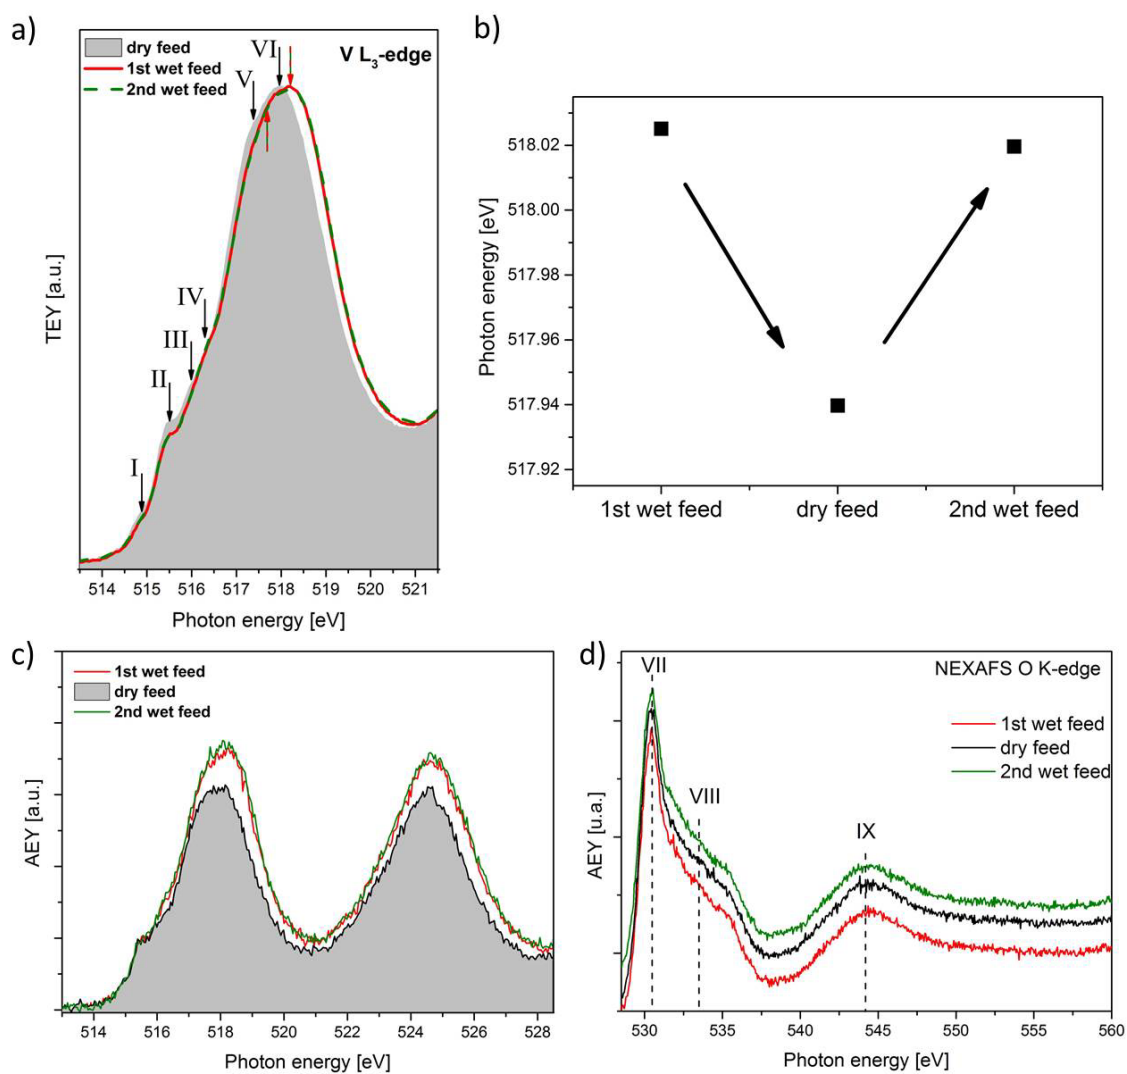 a)
dry feed
1st wet feed
2nd wet feed
V L₃-edge
VI
V
IV
III
II
I
TEY [a.u.]
514 515 516 517 518 519 520 521
Photon energy [eV]
b)
518.02
518.00
517.98
517.96
517.94
517.92
Photon energy [eV]
1st wet feed dry feed 2nd wet feed
c)
1st wet feed
dry feed
2nd wet feed
AEY [a.u.]
514 516 518 520 522 524 526 528
Photon energy [eV]
d)
VII
NEXAFS O K-edge
1st wet feed
dry feed
2nd wet feed
VIII
IX
AEY [u.a.]
530 535 540 545 550 555 560
Photon energy [eV]